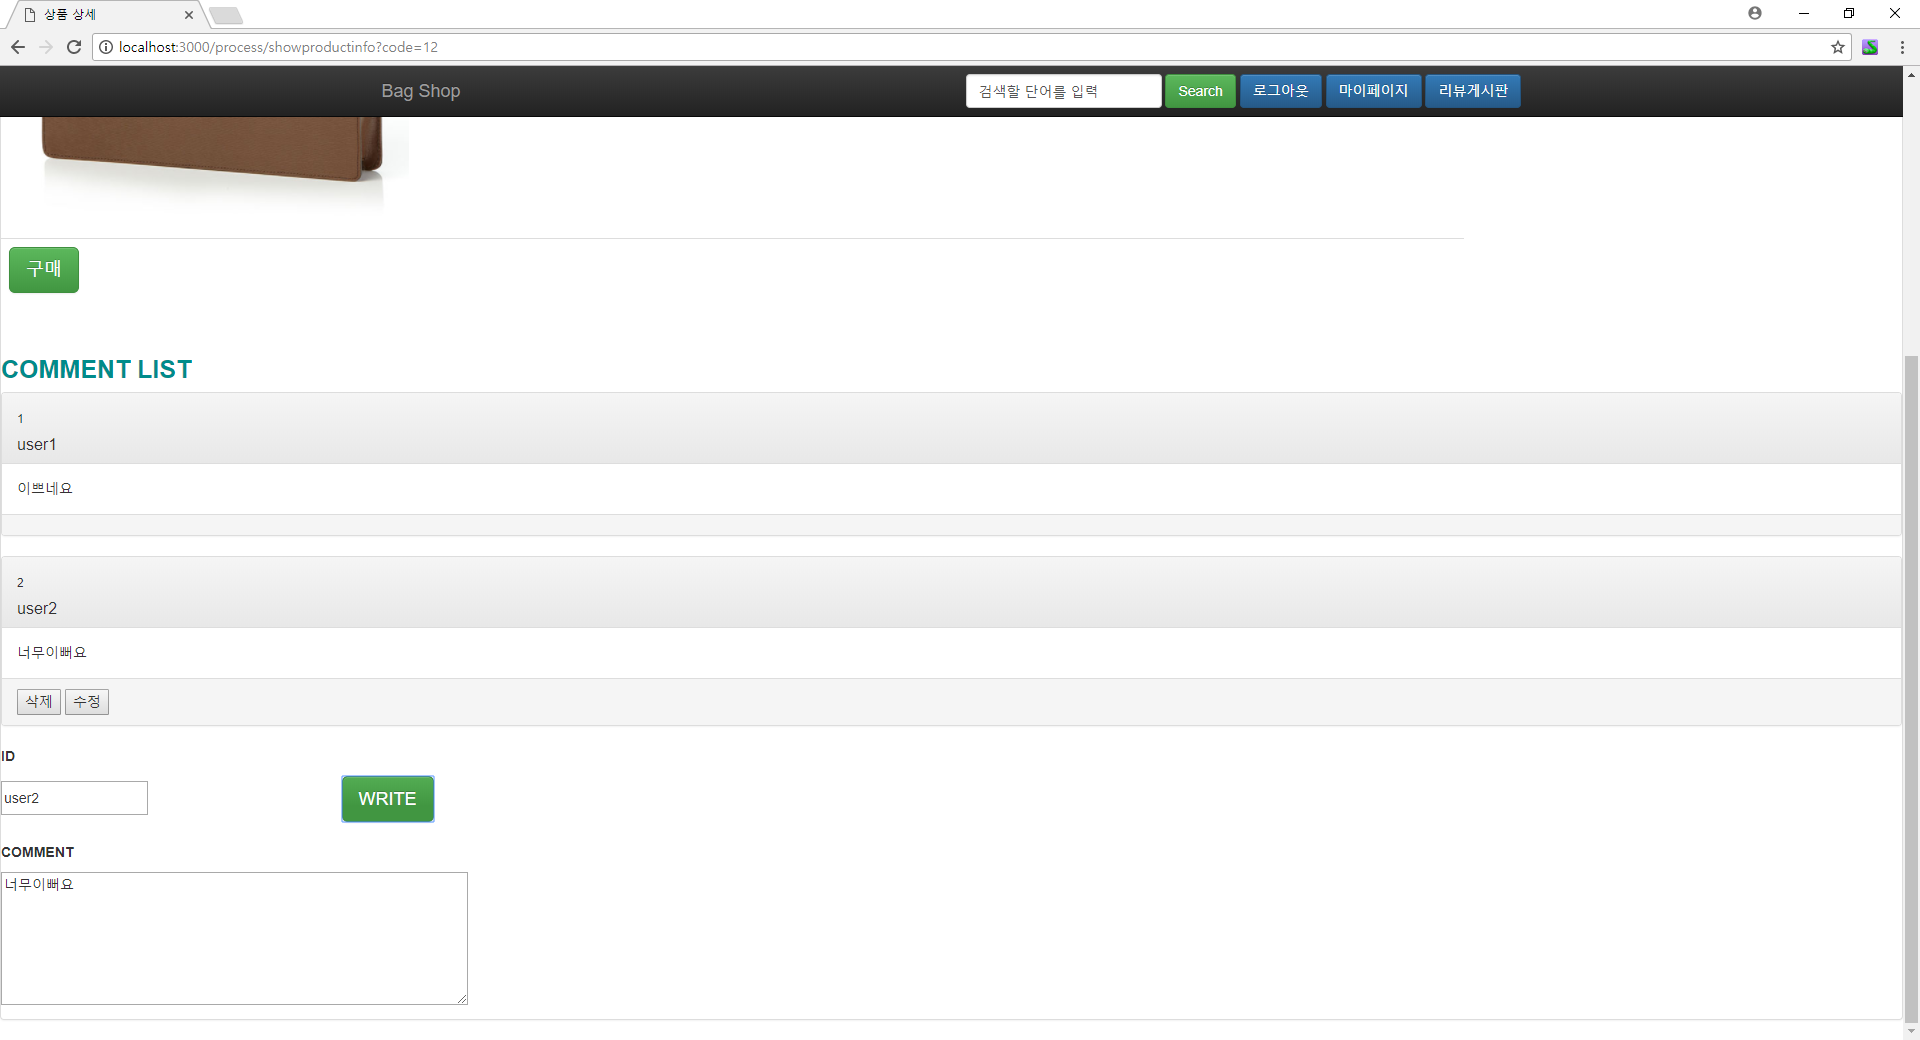 상품 상세
localhost:3000/process/showproductinfo?code=12
Bag Shop
검색할 단어를 입력
Search
로그아웃
마이페이지
리뷰게시판
구매
COMMENT LIST
1
user1
이쁘네요
2
user2
너무이뻐요
삭제 수정
ID
user2
WRITE
COMMENT
너무이뻐요